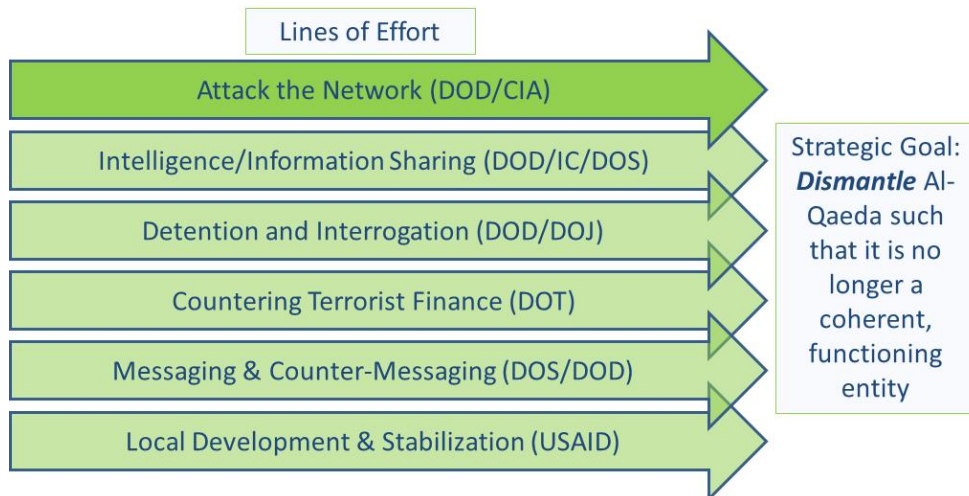 Lines of Effort
Attack the Network (DOD/CIA)
Intelligence/Information Sharing (DOD/IC/DOS)
Detention and Interrogation (DOD/DOJ)
Countering Terrorist Finance (DOT)
Messaging & Counter-Messaging (DOS/DOD)
Local Development & Stabilization (USAID)
Strategic Goal:
Dismantle Al-
Qaeda such
that it is no
longer a
coherent,
functioning
entity